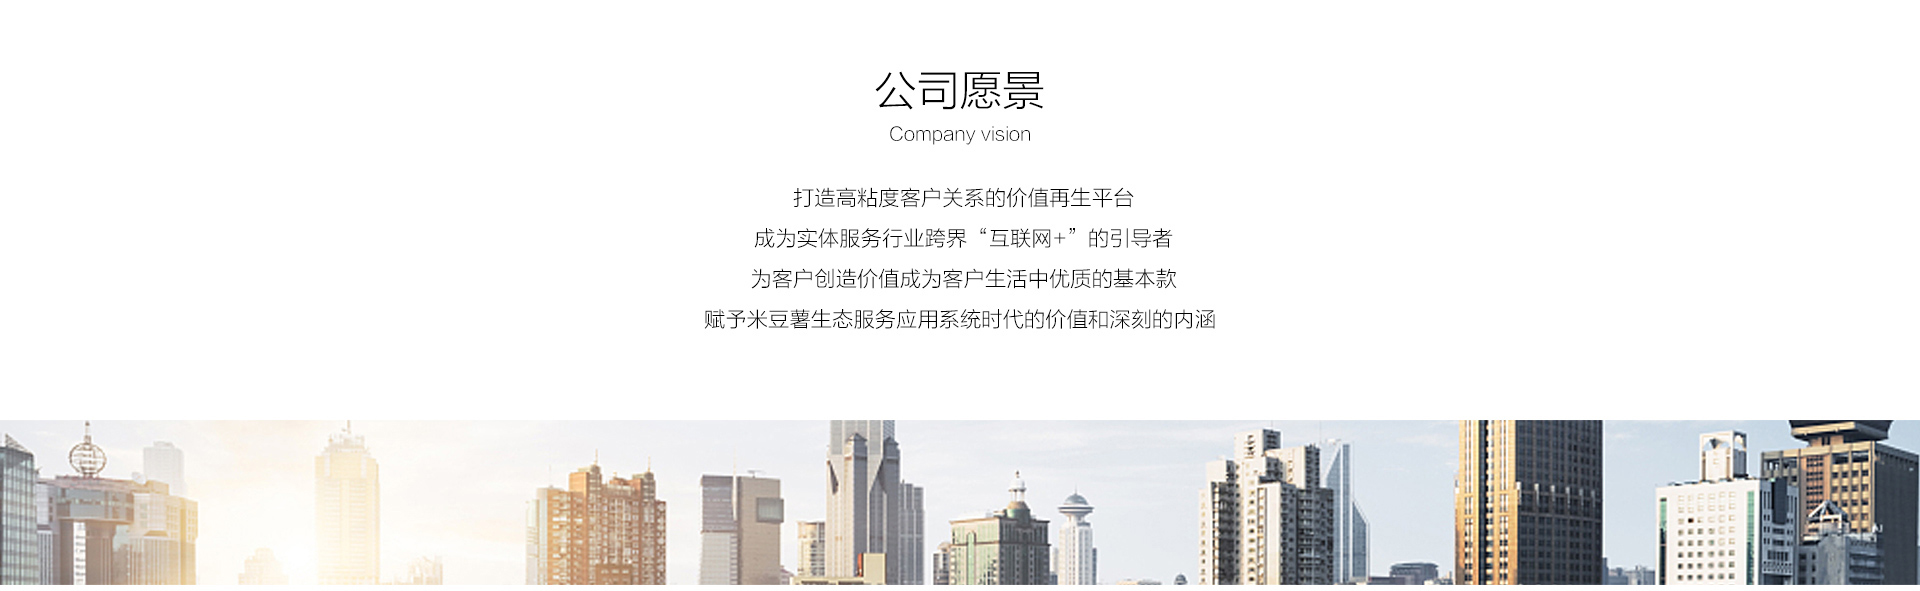 公司愿景
Company vision
打造高粘度客户关系的价值再生平台
成为实体服务行业跨界“互联网+”的引导者
为客户创造价值成为客户生活中优质的基本款
赋予米豆薯生态服务应用系统时代的价值和深刻的内涵